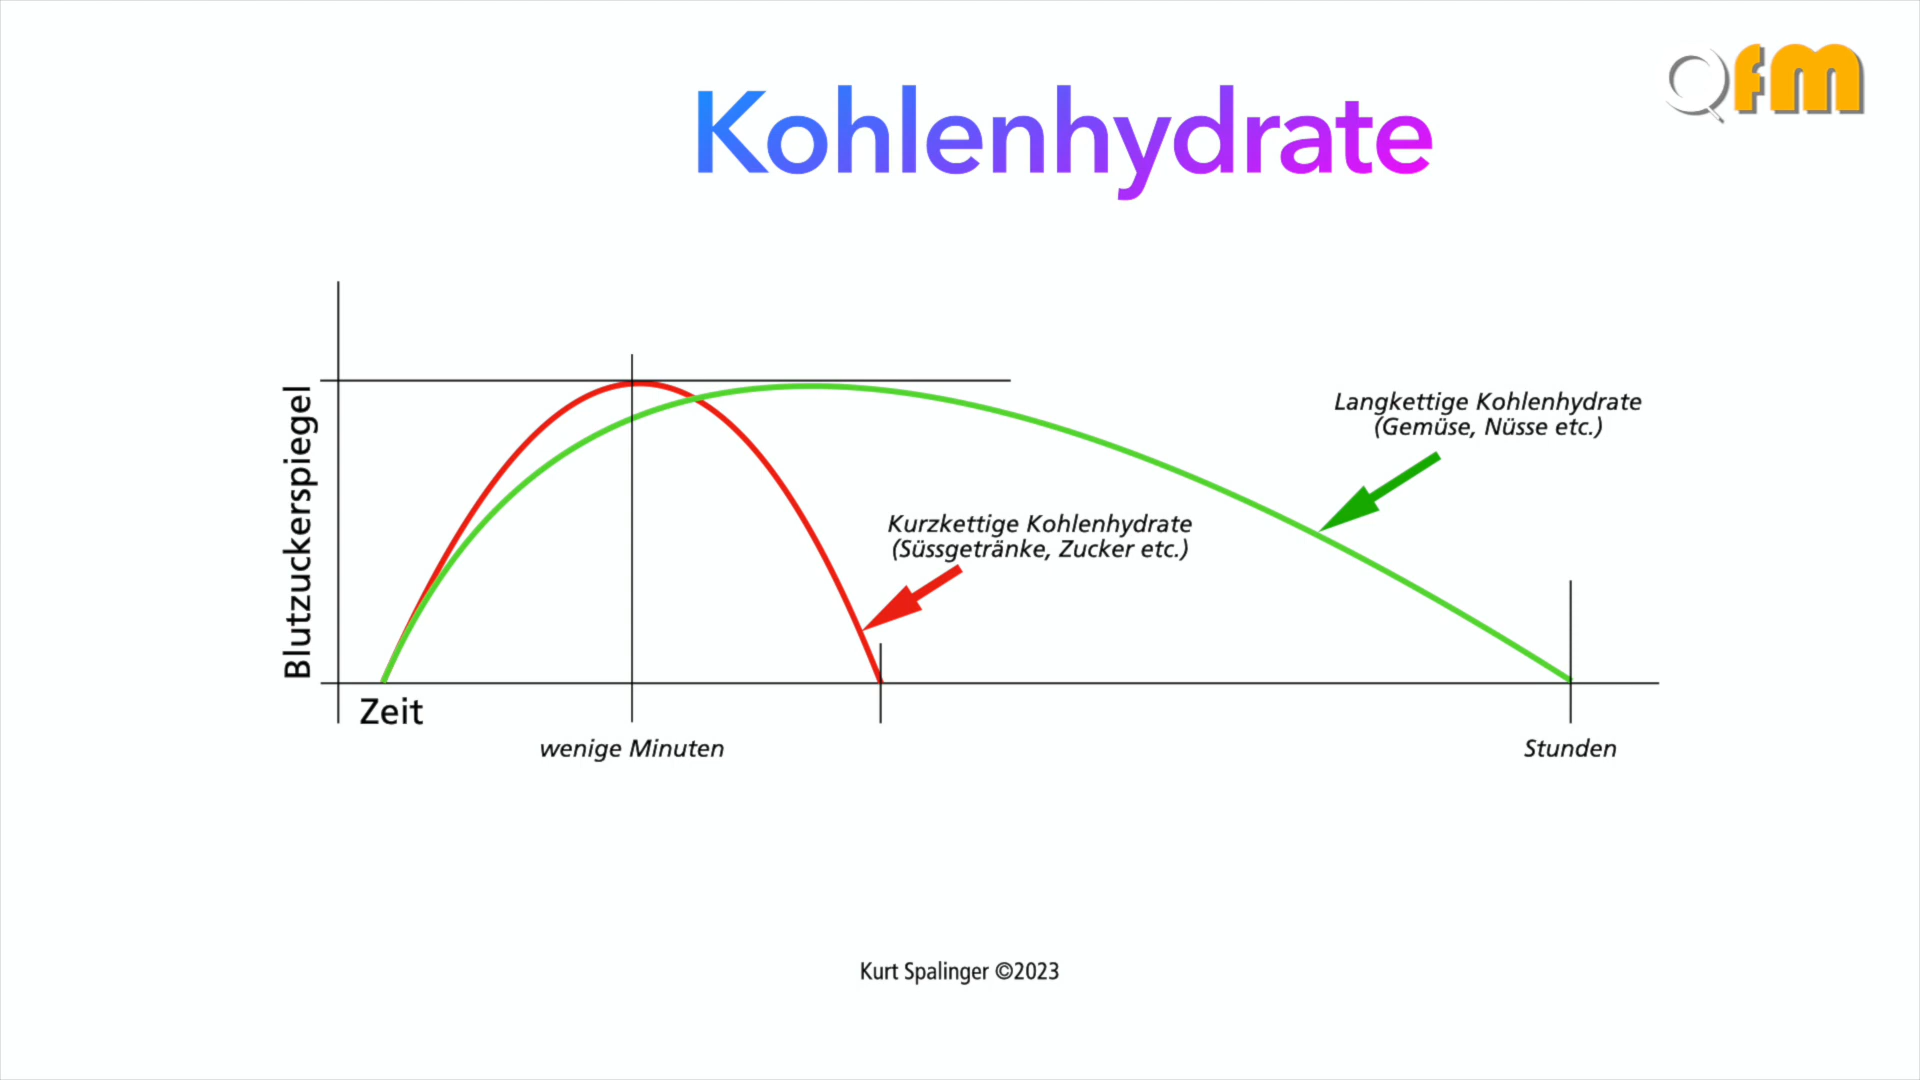 Qfm
Kohlenhydrate
Blutzuckerspiegel
Langkettige Kohlenhydrate
(Gemüse, Nüsse etc.)
Kurzkettige Kohlenhydrate
(Süssgetränke, Zucker etc.)
Zeit
wenige Minuten
Stunden
Kurt Spalinger ©2023